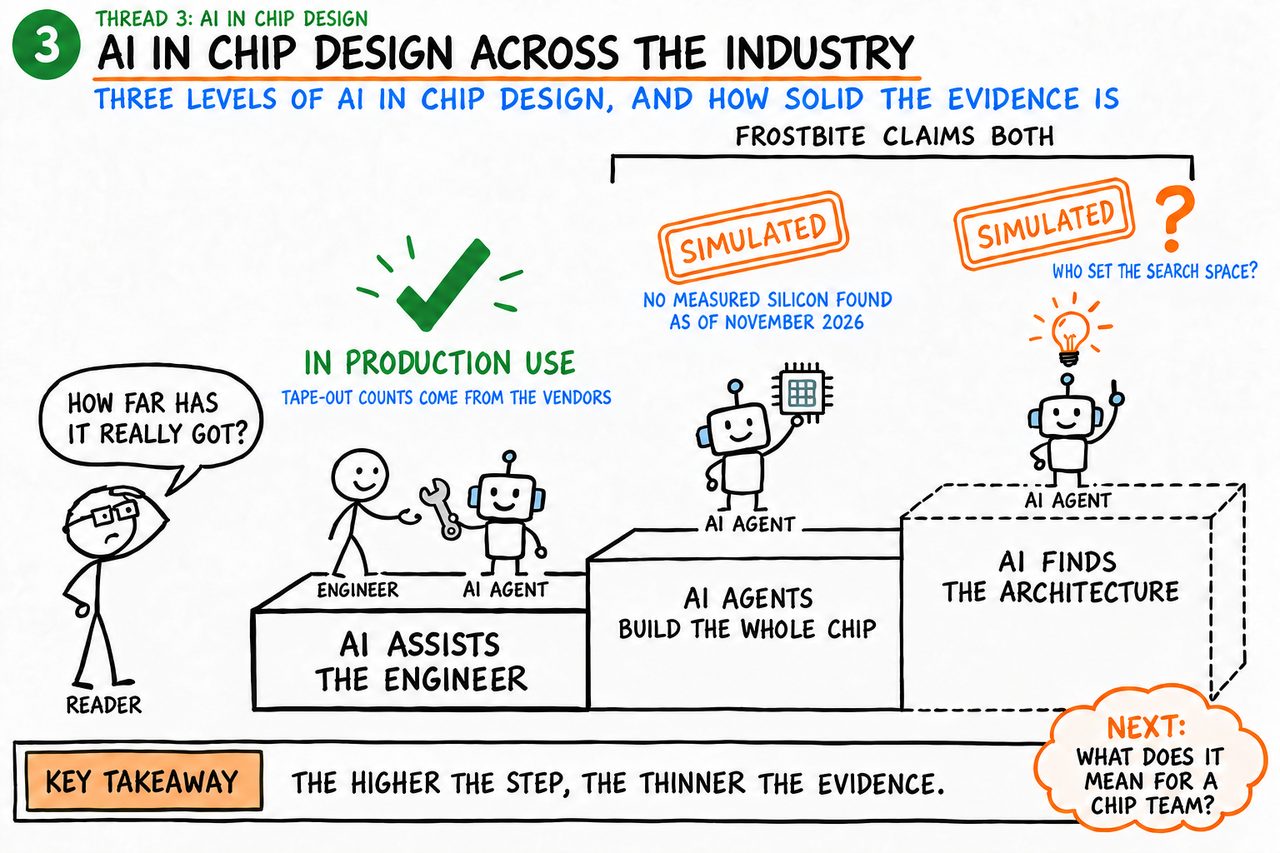 3
THREAD 3: AI IN CHIP DESIGN
AI IN CHIP DESIGN ACROSS THE INDUSTRY
THREE LEVELS OF AI IN CHIP DESIGN, AND HOW SOLID THE EVIDENCE IS
FROSTBITE CLAIMS BOTH
SIMULATED
NO MEASURED SILICON FOUND
AS OF NOVEMBER 2026
SIMULATED
?
WHO SET THE SEARCH SPACE?
IN PRODUCTION USE
TAPE-OUT COUNTS COME FROM THE VENDORS
HOW FAR HAS
IT REALLY GOT?
READER
ENGINEER
AI AGENT
AI ASSISTS
THE ENGINEER
AI AGENT
AI AGENTS
BUILD THE WHOLE CHIP
AI AGENT
AI FINDS
THE ARCHITECTURE
KEY TAKEAWAY
THE HIGHER THE STEP, THE THINNER THE EVIDENCE.
NEXT:
WHAT DOES IT
MEAN FOR A
CHIP TEAM?